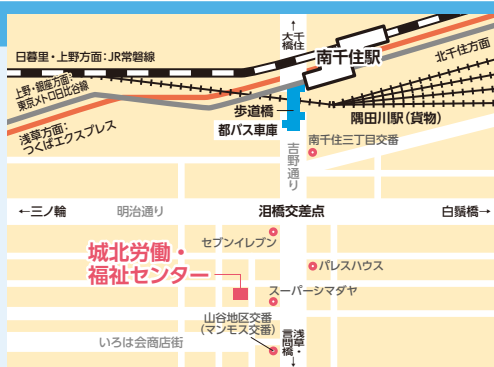 ←千住大橋
南千住駅
日暮里・上野方面：JR常磐線
北千住方面
上野・銀座方面：
東京メトロ日比谷線
歩道橋
隅田川駅（貨物）
浅草方面：
つくばエクスプレス
都バス車庫
南千住三丁目交番
吉野通り
←三ノ輪
明治通り
泪橋交差点
白鬚橋→
セブンイレブン
城北労働・
福祉センター
パレスハウス
スーパーシマダヤ
山谷地区交番
（マンモス交番）
浅草・
言問橋→
いろは会商店街